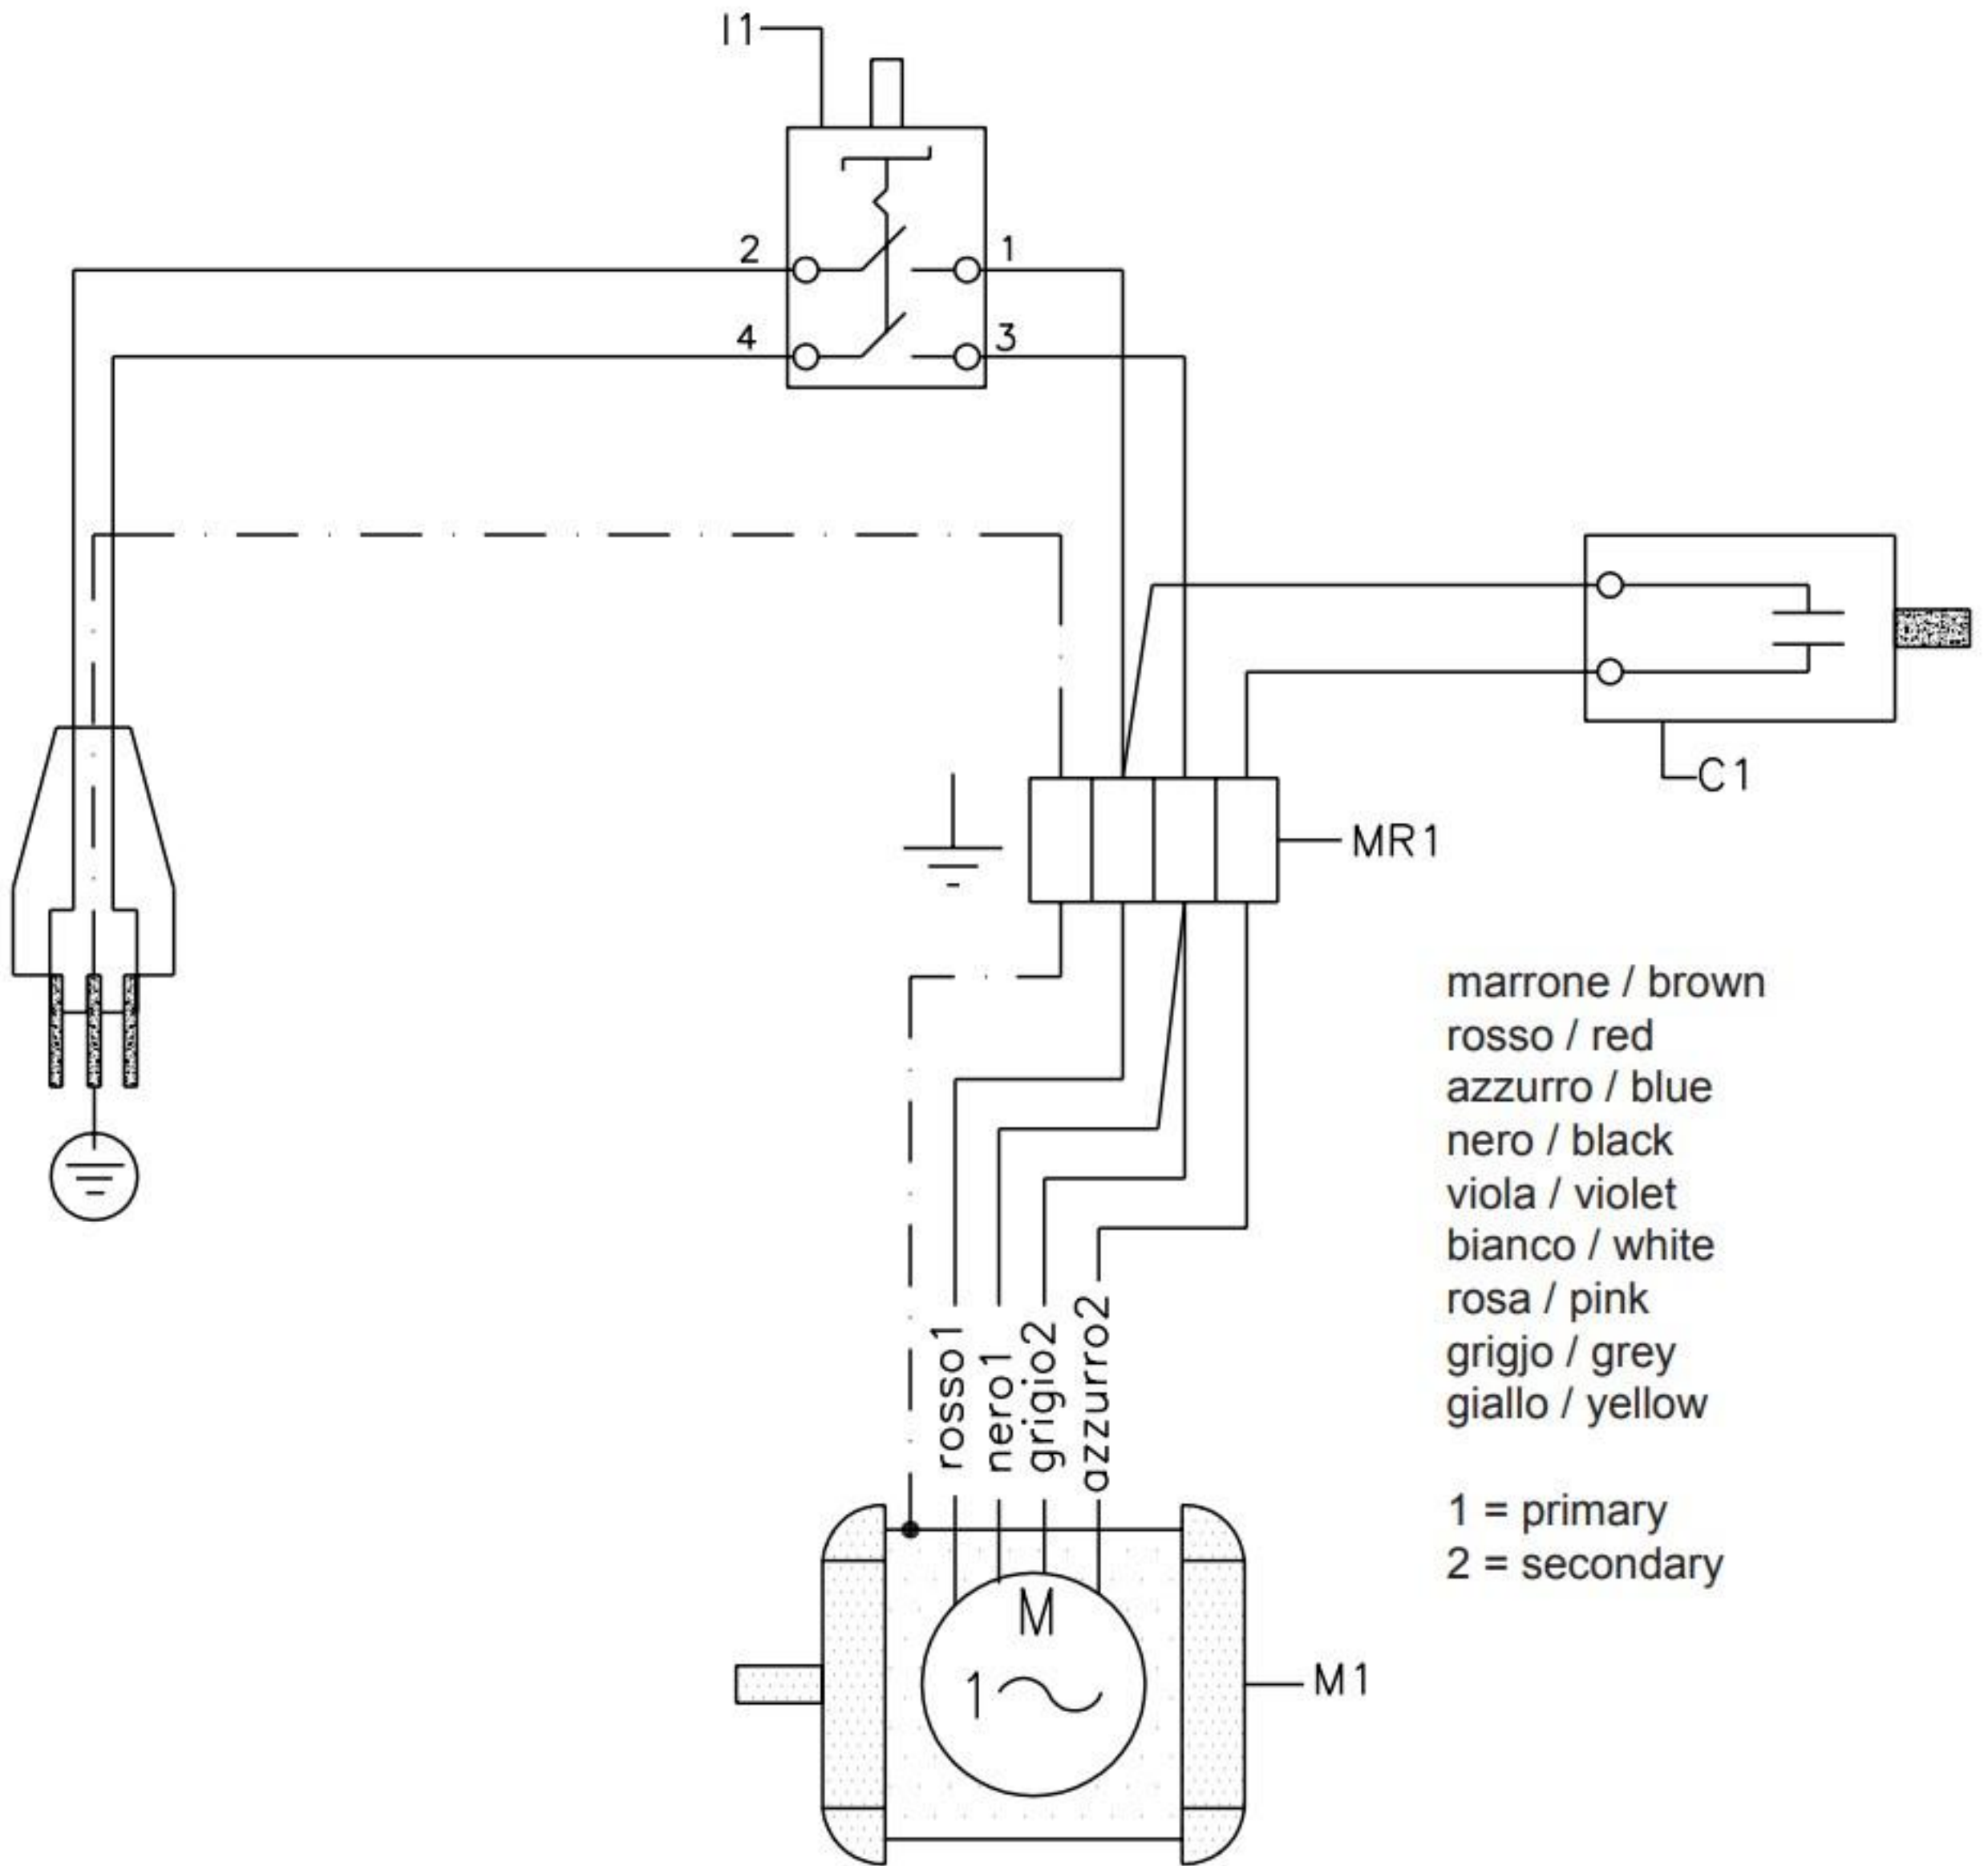 I1
2
1
4
3
C1
MR1
marrone / brown
rosso / red
azzurro / blue
nero / black
viola / violet
bianco / white
rosa / pink
grigjo / grey
giallo / yellow
1 = primary
2 = secondary
rosso1
nero1
grigio2
azzurro2
M
1
M1